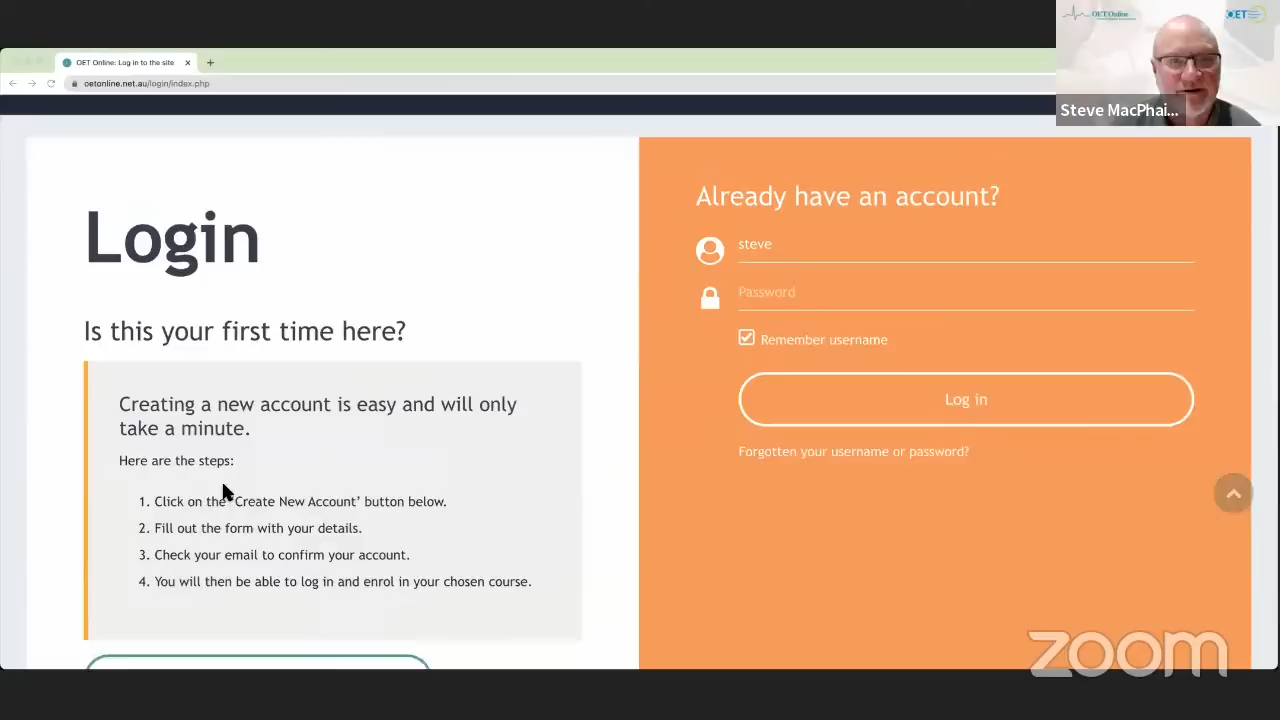 OET Online
OET
Steve MacPhai...
OET Online: Log in to the site
oetonline.net.au/login/index.php
Login
Is this your first time here?
Creating a new account is easy and will only
take a minute.
Here are the steps:
1. Click on the ‘Create New Account’ button below.
2. Fill out the form with your details.
3. Check your email to confirm your account.
4. You will then be able to log in and enrol in your chosen course.
Already have an account?
steve
Password
Remember username
Log in
Forgotten your username or password?
zoom